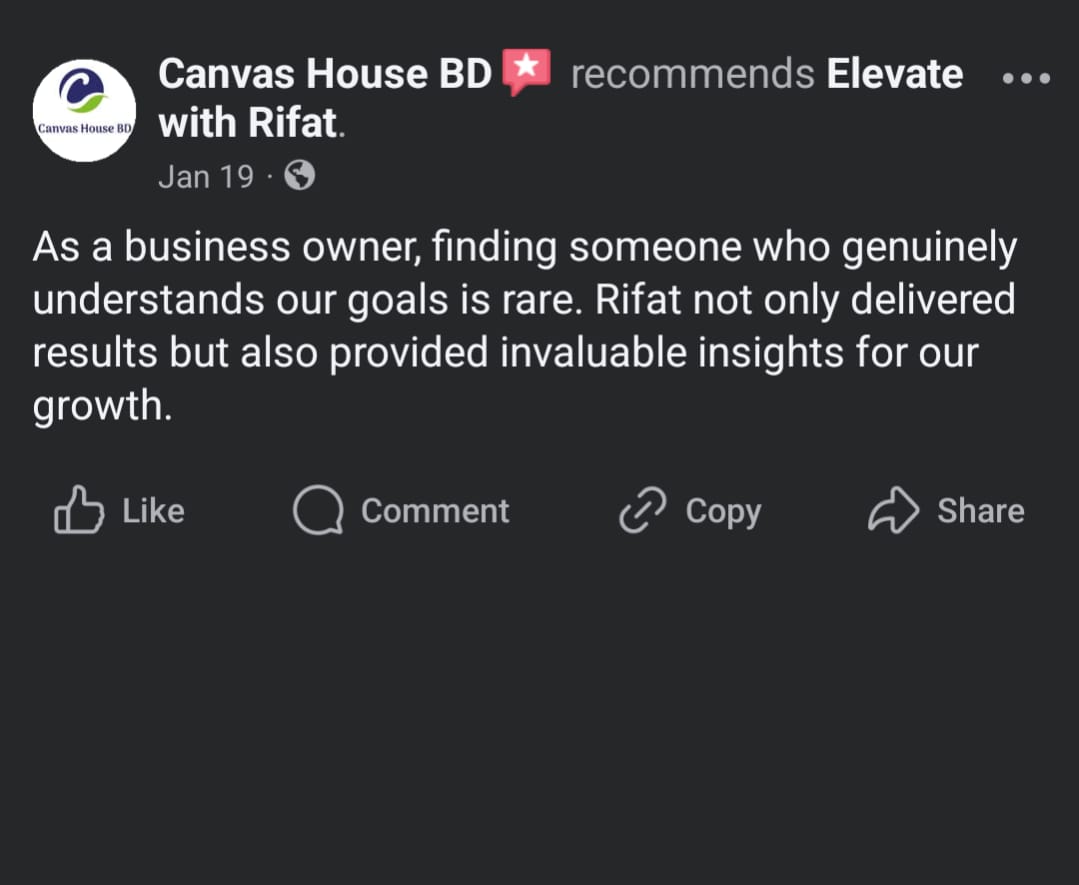 Canvas House BD recommends Elevate
with Rifat.
Canvas House BD
Jan 19 ·
As a business owner, finding someone who genuinely
understands our goals is rare. Rifat not only delivered
results but also provided invaluable insights for our
growth.
Like Comment Copy Share